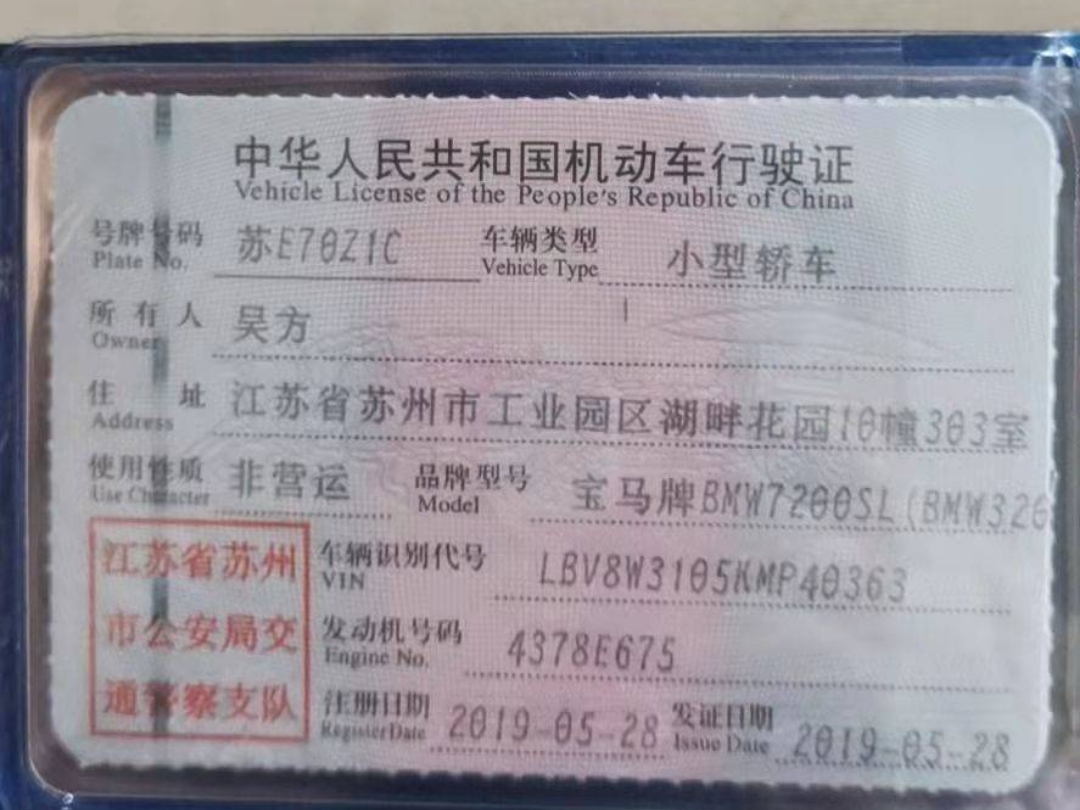 中华人民共和国机动车行驶证
Vehicle License of the People's Republic of China
号牌号码 苏E70Z1C 车辆类型 小型轿车
Plate No. Vehicle Type
所有人 吴方
Owner
住址 江苏省苏州市工业园区湖畔花园10幢303室
Address
使用性质 非营运 品牌型号 宝马牌BMW7200SL(BMW320
Use Character Model
江苏省苏州 车辆识别代号 LBV8W3105KMP40363
VIN
市公安局交 发动机号码 4378E675
Engine No.
通警察支队 注册日期 2019-05-28 发证日期 2019-05-28
Register Date Issue Date